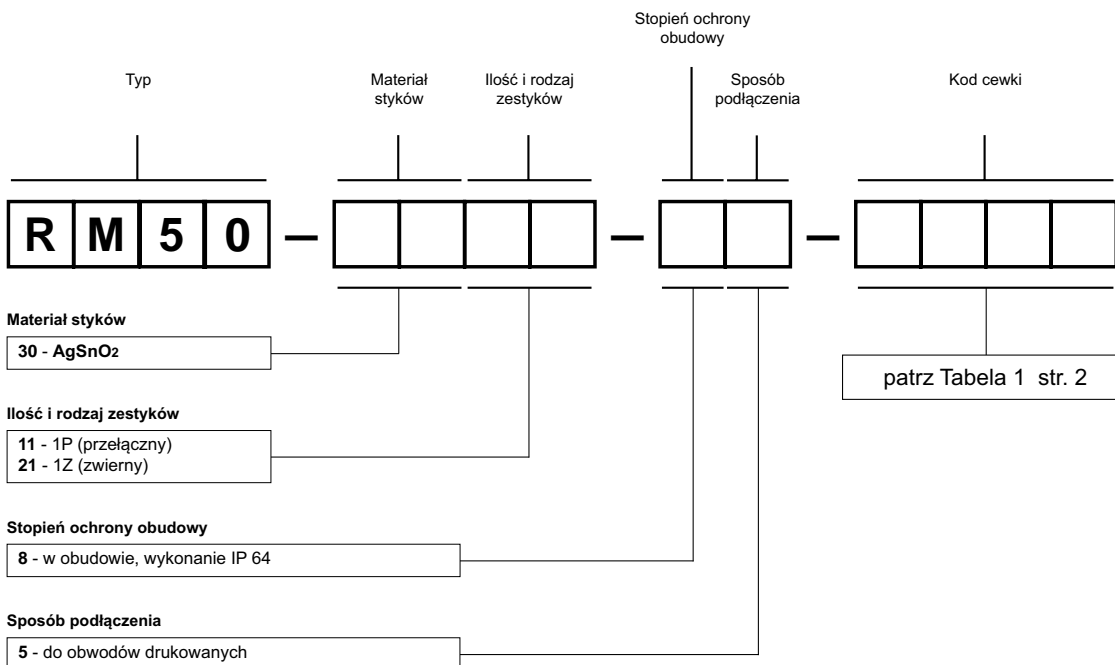 Stopień ochrony
obudowy
Typ
Materiał
styków
Ilość i rodzaj
zestyków
Sposób
podłączenia
Kod cewki
R M 5 0 – – –
Materiał styków
30 - AgSnO2
patrz Tabela 1 str. 2
Ilość i rodzaj zestyków
11 - 1P (przełączny)
21 - 1Z (zwierny)
Stopień ochrony obudowy
8 - w obudowie, wykonanie IP 64
Sposób podłączenia
5 - do obwodów drukowanych